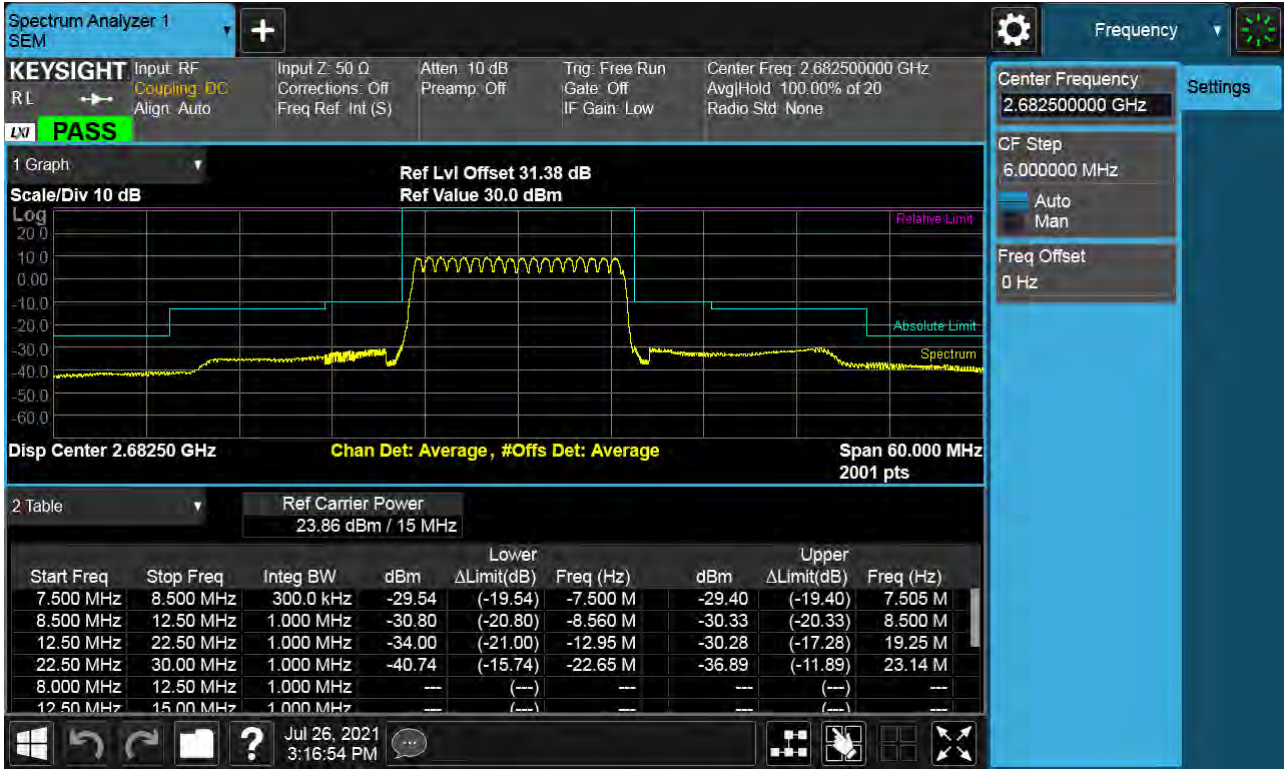 Spectrum Analyzer 1
SEM
Frequency
KEYSIGHT
R L
LXI
PASS
Input: RF
Coupling: DC
Align: Auto
Input Z: 50 Ω
Corrections: Off
Freq Ref: Int (S)
Atten: 10 dB
Preamp: Off
Trig: Free Run
Gate: Off
IF Gain: Low
Center Freq: 2.682500000 GHz
Avg|Hold: 100.00% of 20
Radio Std: None
Center Frequency
2.682500000 GHz
Settings
CF Step
6.000000 MHz
Auto
Man
Freq Offset
0 Hz
1 Graph
Scale/Div 10 dB
Ref Lvl Offset 31.38 dB
Ref Value 30.0 dBm
Log
20.0
10.0
0.00
-10.0
-20.0
-30.0
-40.0
-50.0
-60.0
Relative Limit
Absolute Limit
Spectrum
Disp Center 2.68250 GHz
Chan Det: Average, #Offs Det: Average
Span 60.000 MHz
2001 pts
2 Table
Ref Carrier Power
23.86 dBm / 15 MHz
Lower Upper
Start Freq Stop Freq Integ BW dBm ΔLimit(dB) Freq (Hz) dBm ΔLimit(dB) Freq (Hz)
7.500 MHz 8.500 MHz 300.0 kHz -29.54 (-19.54) -7.500 M -29.40 (-19.40) 7.505 M
8.500 MHz 12.50 MHz 1.000 MHz -30.80 (-20.80) -8.560 M -30.33 (-20.33) 8.500 M
12.50 MHz 22.50 MHz 1.000 MHz -34.00 (-21.00) -12.95 M -30.28 (-17.28) 19.25 M
22.50 MHz 30.00 MHz 1.000 MHz -40.74 (-15.74) -22.65 M -36.89 (-11.89) 23.14 M
8.000 MHz 12.50 MHz 1.000 MHz --- (---) --- --- (---) ---
12.50 MHz 15.00 MHz 1.000 MHz --- (---) --- --- (---) ---
?
Jul 26, 2021
3:16:54 PM